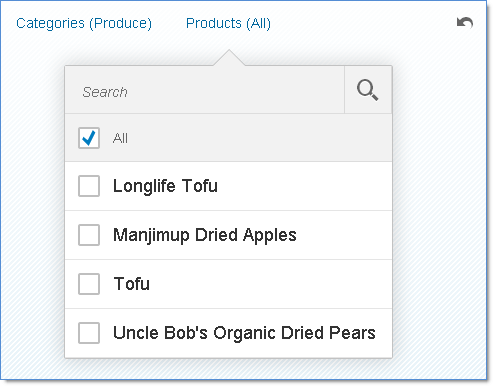 Categories (Produce) Products (All)
Search
All
Longlife Tofu
Manjimup Dried Apples
Tofu
Uncle Bob's Organic Dried Pears